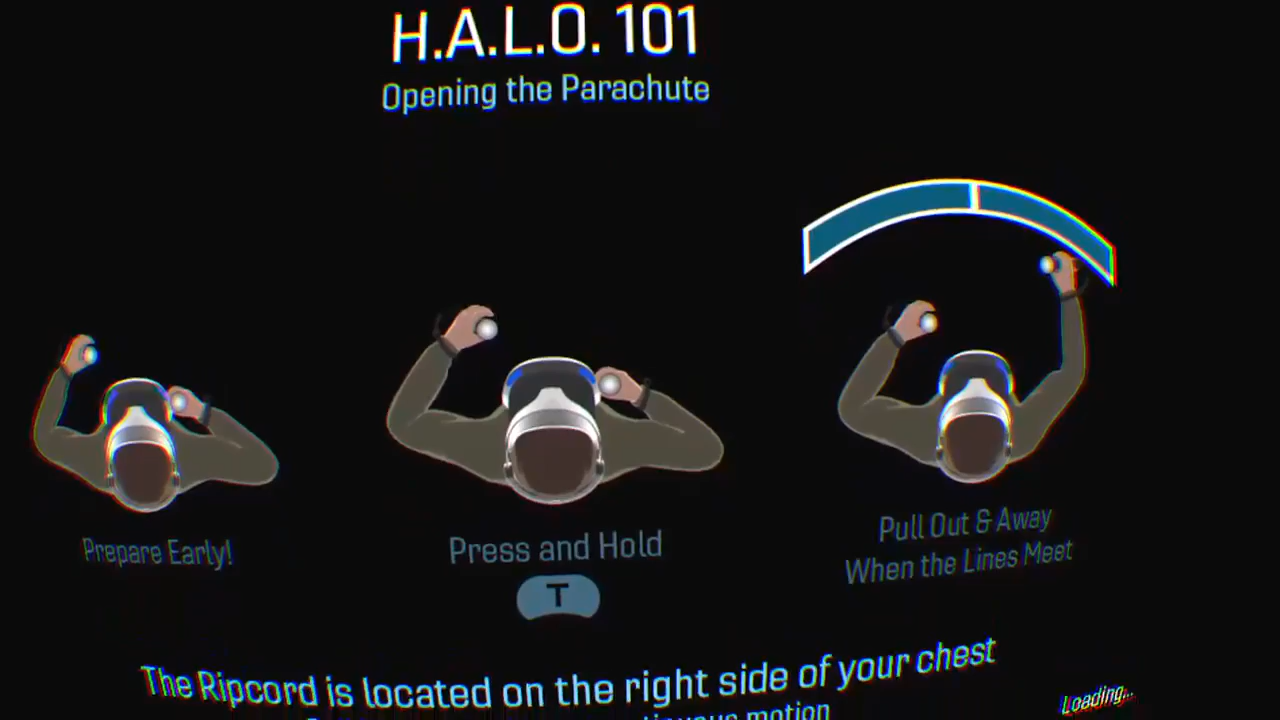 H.A.L.O. 101
Opening the Parachute
Prepare Early!
Press and Hold
T
Pull Out & Away
When the Lines Meet
The Ripcord is located on the right side of your chest
motion
Loading...